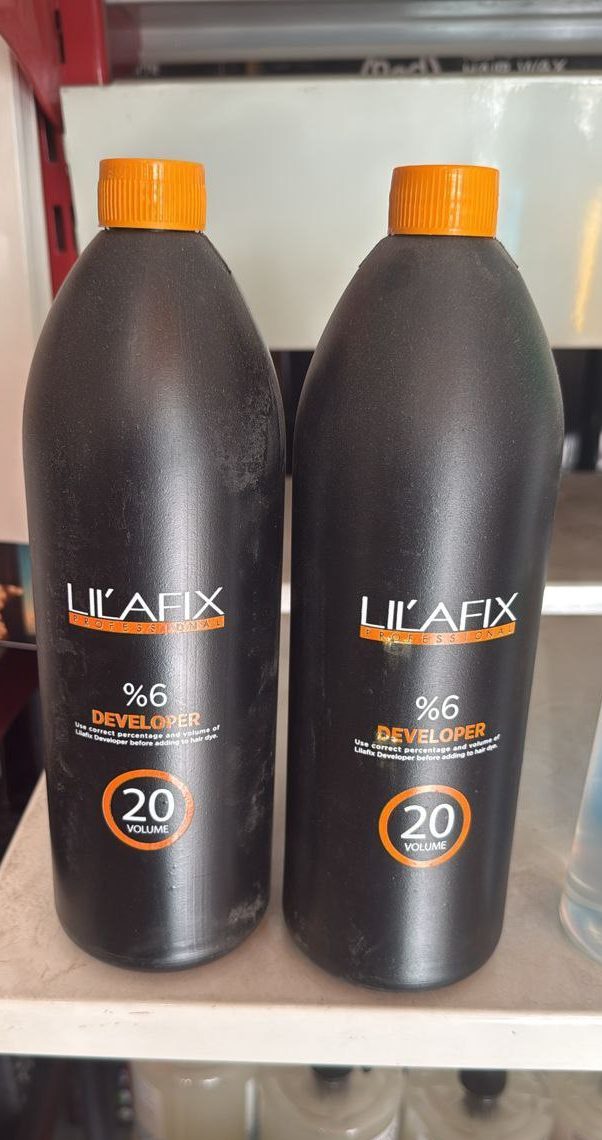 HAIR WAX
LIL'AFIX
PROFESSIONAL
%6
DEVELOPER
Use correct percentage and volume of
Lilafix Developer before adding to hair dye.
20
VOLUME
LIL'AFIX
PROFESSIONAL
%6
DEVELOPER
Use correct percentage and volume of
Lilafix Developer before adding to hair dye.
20
VOLUME